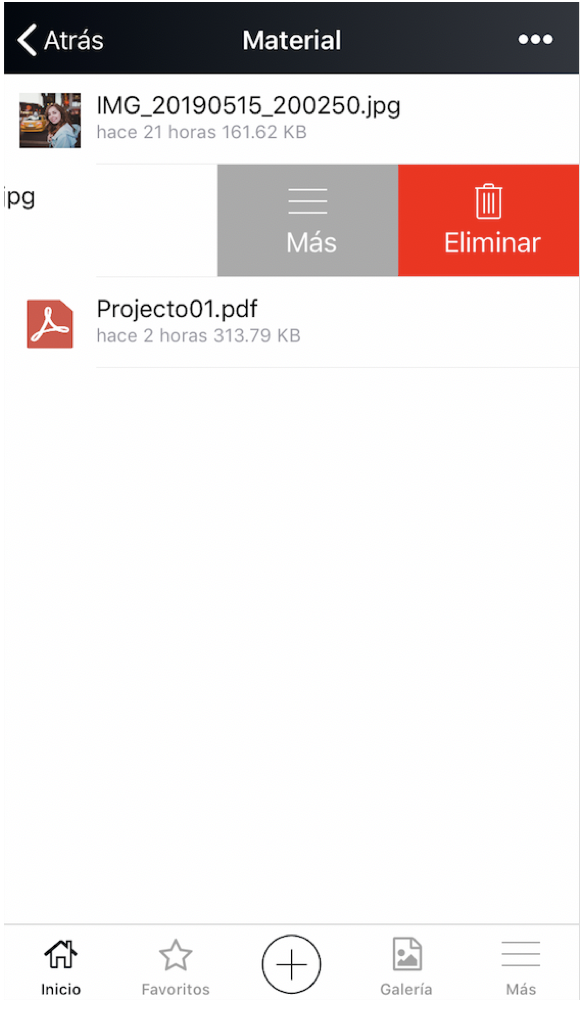 Atrás
Material
IMG_20190515_200250.jpg
hace 21 horas 161.62 KB
jpg
Más
Eliminar
Projecto01.pdf
hace 2 horas 313.79 KB
Inicio
Favoritos
Galería
Más